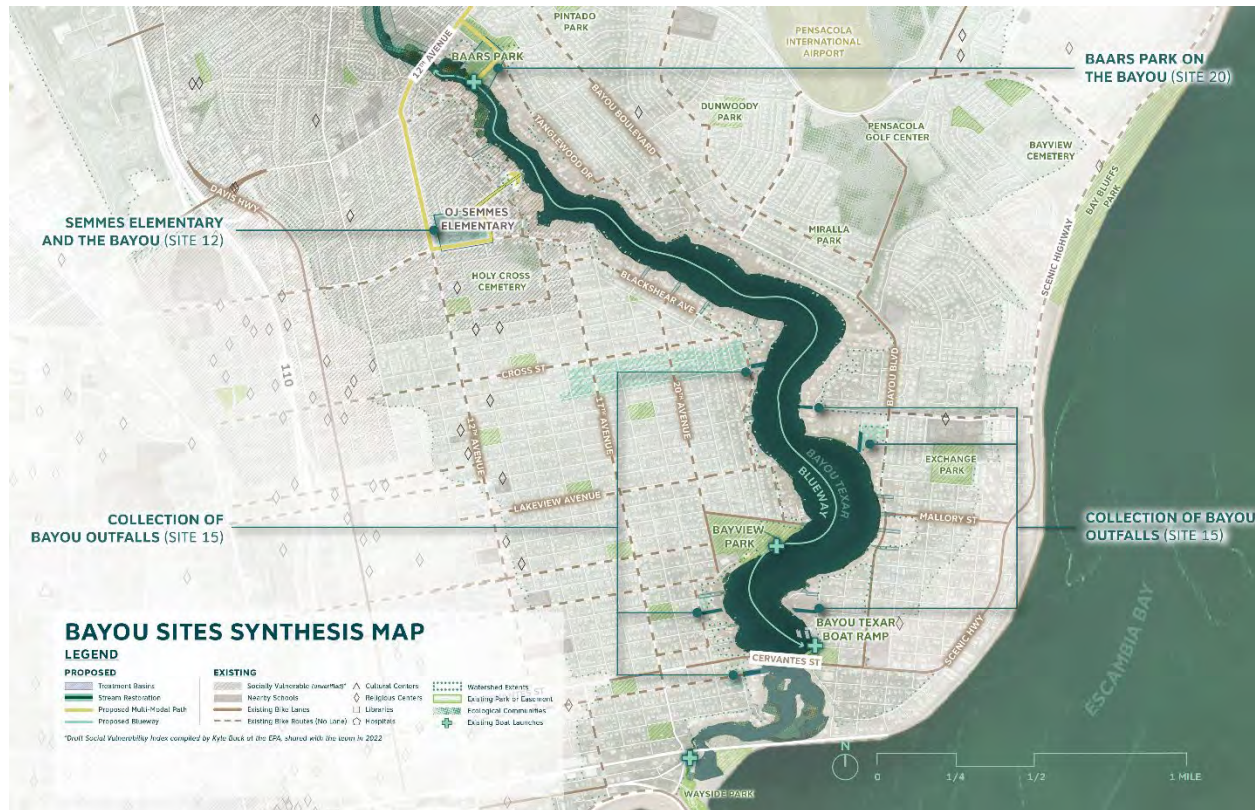 PINTADO
PARK
PENSACOLA
INTERNATIONAL
AIRPORT
12TH AVENUE
BAARS PARK
BAARS PARK ON
THE BAYOU (SITE 20)
BAYOU BOULEVARD
DUNWOODY
PARK
TANGLEWOOD DR
PENSACOLA
GOLF CENTER
BAYVIEW
CEMETERY
BAY BLUFFS
PARK
DAVIS HWY
SEMMES ELEMENTARY
AND THE BAYOU (SITE 12)
OJ SEMMES
ELEMENTARY
MIRALLA
PARK
SCENIC HIGHWAY
HOLY CROSS
CEMETERY
BLACKSHEAR AVE
110
CROSS ST
BAYOU BLVD
12TH AVENUE
17TH AVENUE
20TH AVENUE
EXCHANGE
PARK
BAYOU TEXAR
BLUEWAY
LAKEVIEW AVENUE
MALLORY ST
COLLECTION OF
BAYOU OUTFALLS (SITE 15)
COLLECTION OF BAYOU
OUTFALLS (SITE 15)
BAYVIEW
PARK
BAYOU TEXAR
BOAT RAMP
CERVANTES ST
SCENIC HWY
ESCAMBIA BAY
BAYOU SITES SYNTHESIS MAP
LEGEND
PROPOSED
Treatment Basins
Stream Restoration
Proposed Multi-Modal Path
Proposed Blueway
EXISTING
Socially Vulnerable (unverified)*
Nearby Schools
Existing Bike Lanes
Existing Bike Routes (No Lane)
Cultural Centers
Religious Centers
Libraries
Hospitals
Watershed Extents
Existing Park or Easement
Ecological Communities
Existing Boat Launches
*Draft Social Vulnerability Index compiled by Kyle Buck at the EPA, shared with the team in 2022
N
0 1/4 1/2 1 MILE
WAYSIDE PARK